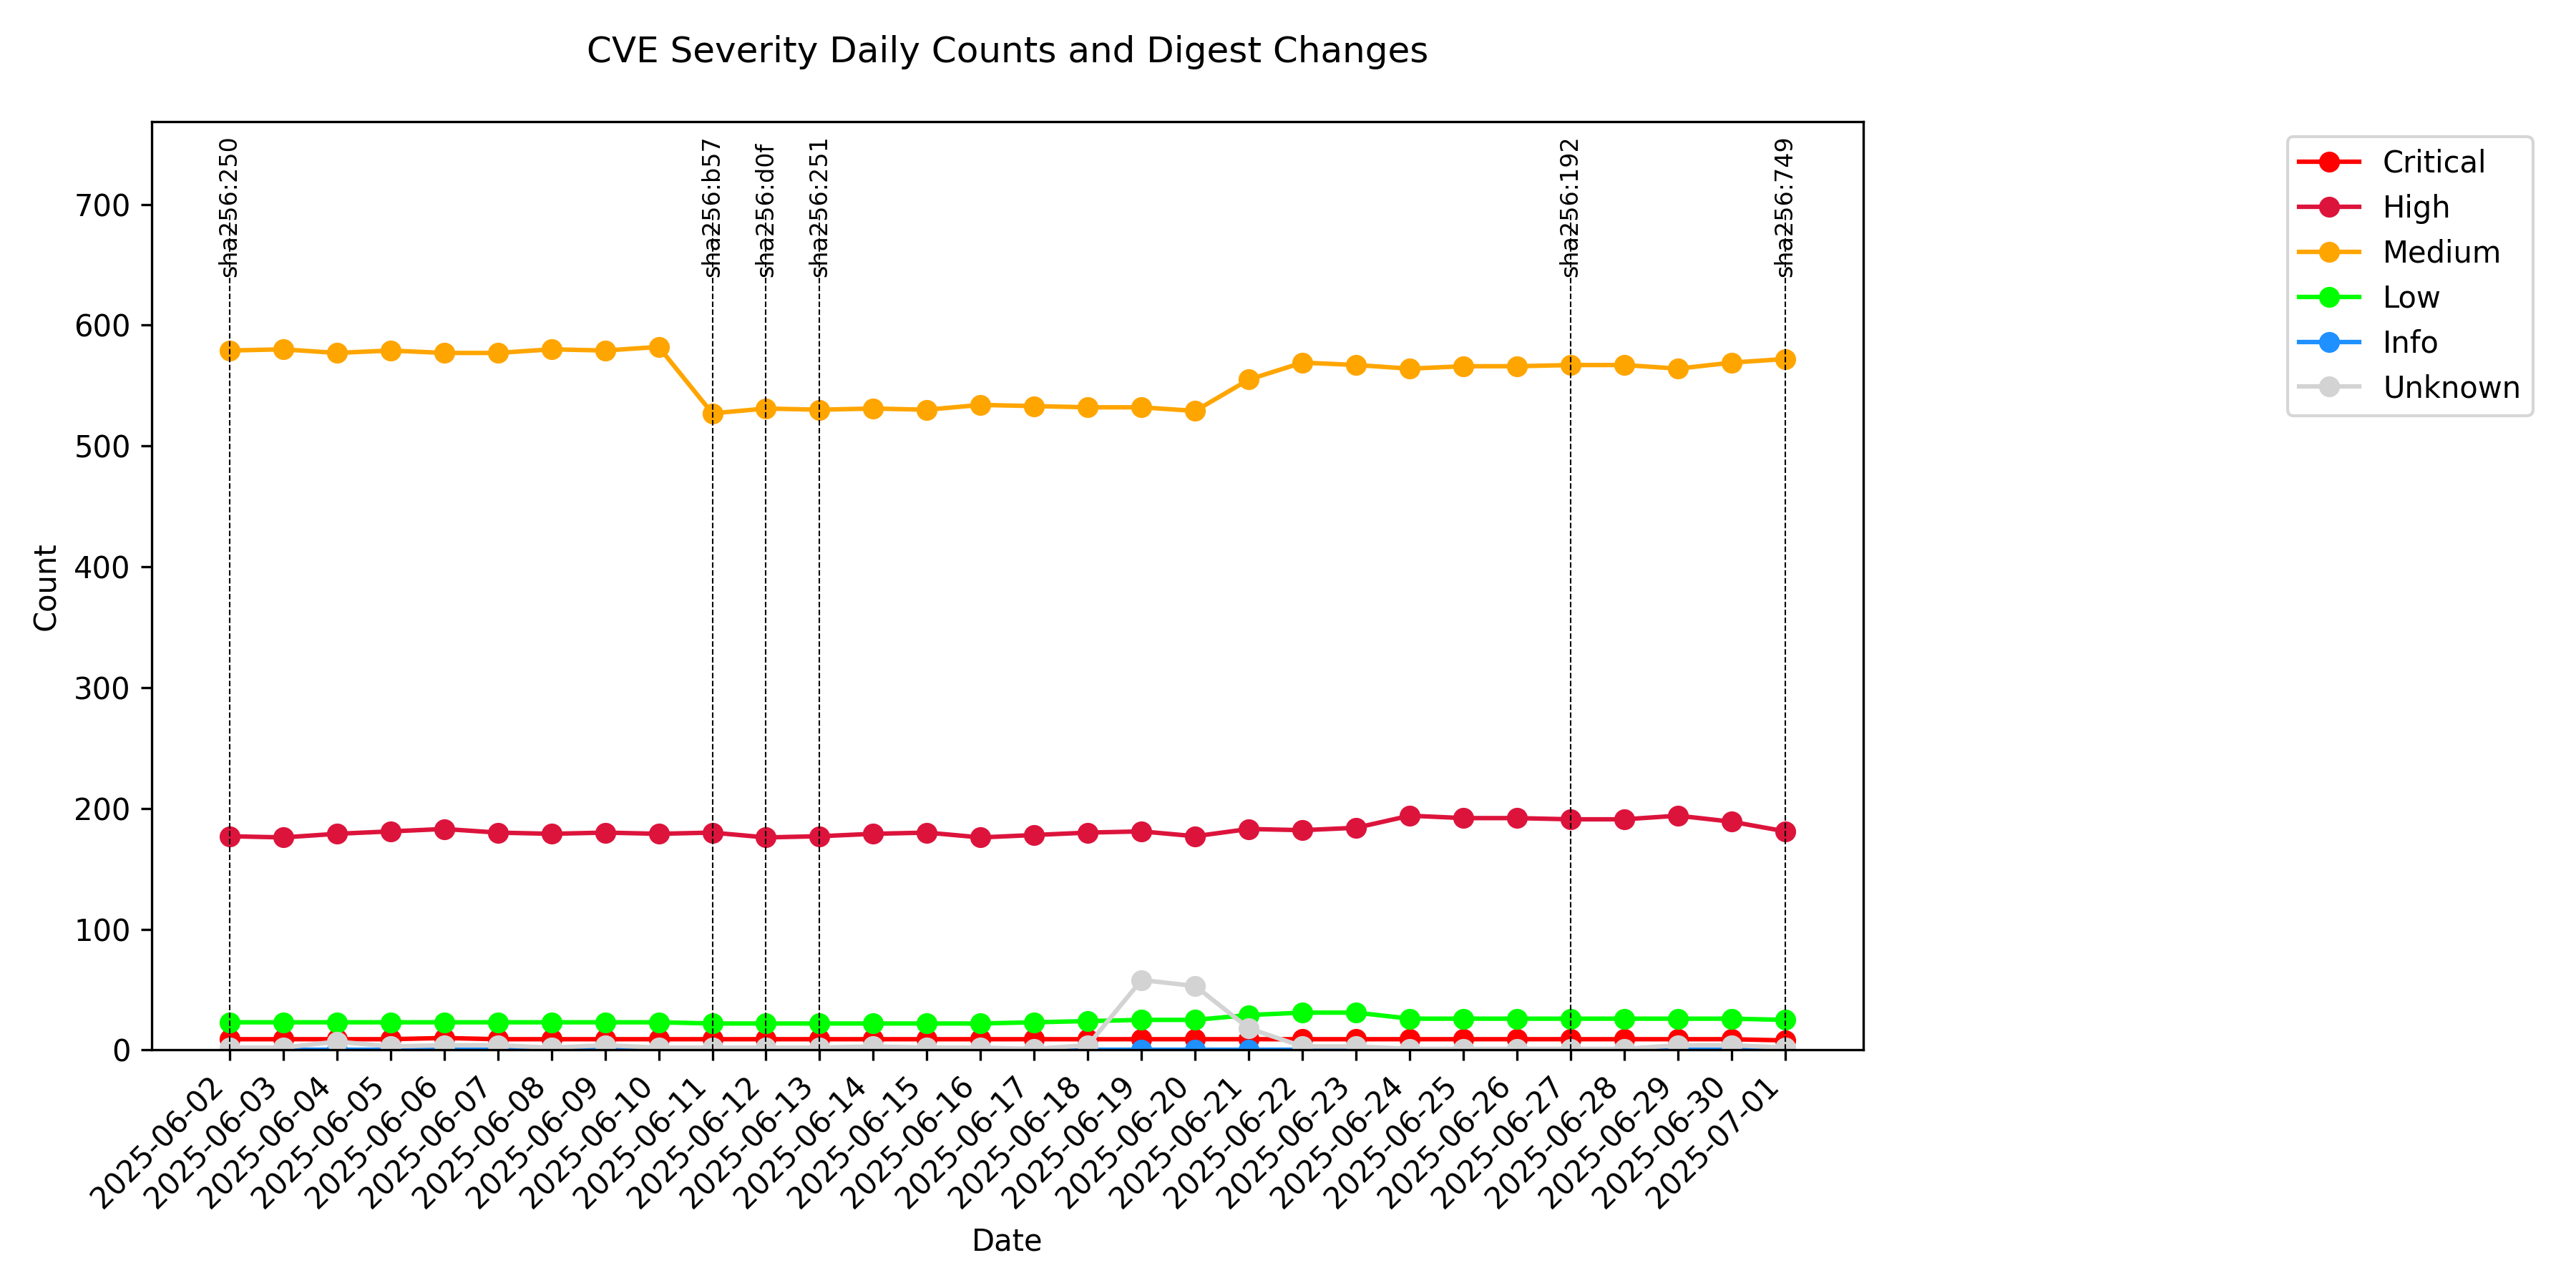 CVE Severity Daily Counts and Digest Changes
sha256:250
sha256:b57
sha256:d0f
sha256:251
sha256:192
sha256:749
Critical
High
Medium
Low
Info
Unknown
Count
700
600
500
400
300
200
100
0
2025-06-02
2025-06-03
2025-06-04
2025-06-05
2025-06-06
2025-06-07
2025-06-08
2025-06-09
2025-06-10
2025-06-11
2025-06-12
2025-06-13
2025-06-14
2025-06-15
2025-06-16
2025-06-17
2025-06-18
2025-06-19
2025-06-20
2025-06-21
2025-06-22
2025-06-23
2025-06-24
2025-06-25
2025-06-26
2025-06-27
2025-06-28
2025-06-29
2025-06-30
2025-07-01
Date